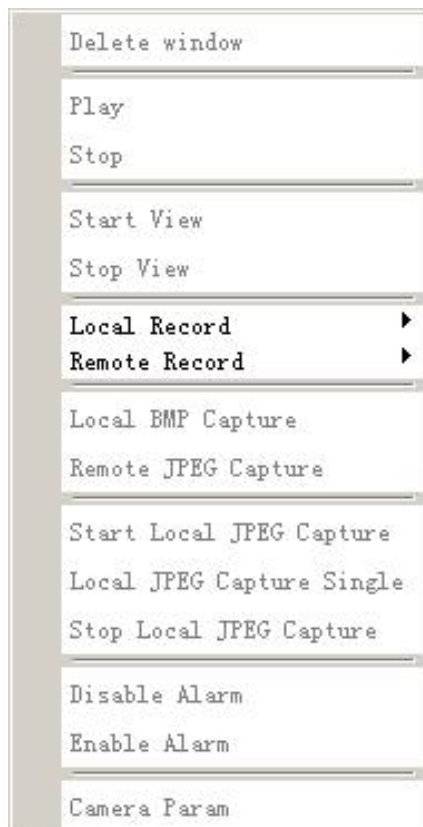 Delete window
Play
Stop
Start View
Stop View
Local Record
Remote Record
Local BMP Capture
Remote JPEG Capture
Start Local JPEG Capture
Local JPEG Capture Single
Stop Local JPEG Capture
Disable Alarm
Enable Alarm
Camera Param